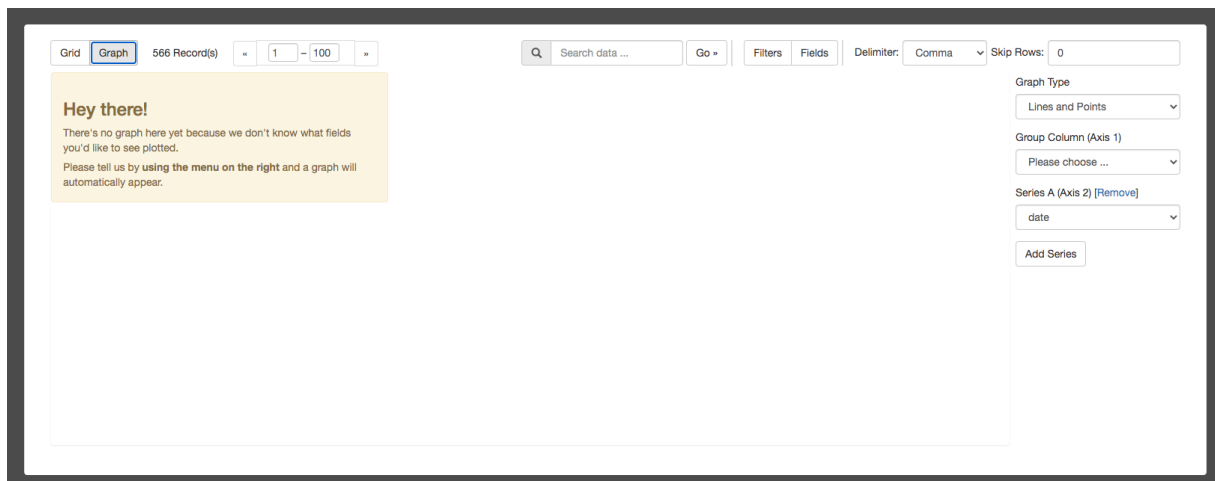 Grid Graph 566 Record(s) « 1 – 100 » Search data ... Go » Filters Fields Delimiter: Comma Skip Rows: 0
Hey there!
There's no graph here yet because we don't know what fields
you'd like to see plotted.
Please tell us by using the menu on the right and a graph will
automatically appear.
Graph Type
Lines and Points
Group Column (Axis 1)
Please choose ...
Series A (Axis 2) [Remove]
date
Add Series